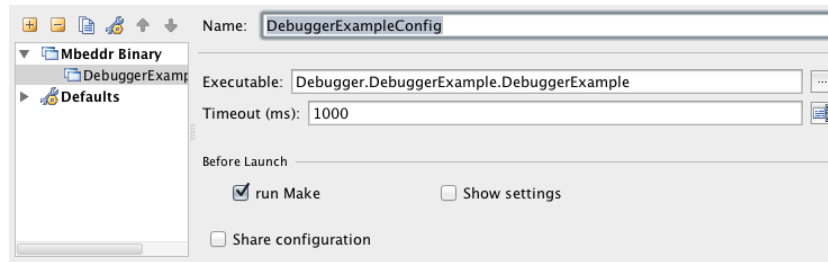 Name: DebuggerExampleConfig
Mbeddr Binary
DebuggerExamp
Defaults
Executable: Debugger.DebuggerExample.DebuggerExample ...
Timeout (ms): 1000
Before Launch
run Make Show settings
Share configuration